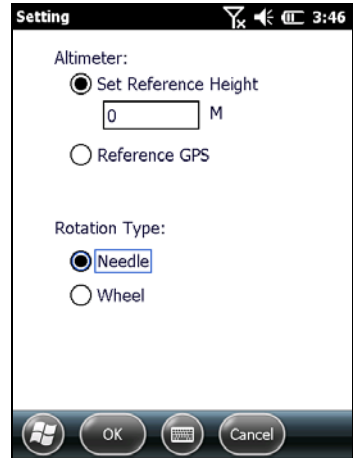 Setting 3:46
Altimeter:
Set Reference Height
0 M
Reference GPS
Rotation Type:
Needle
Wheel
OK Cancel